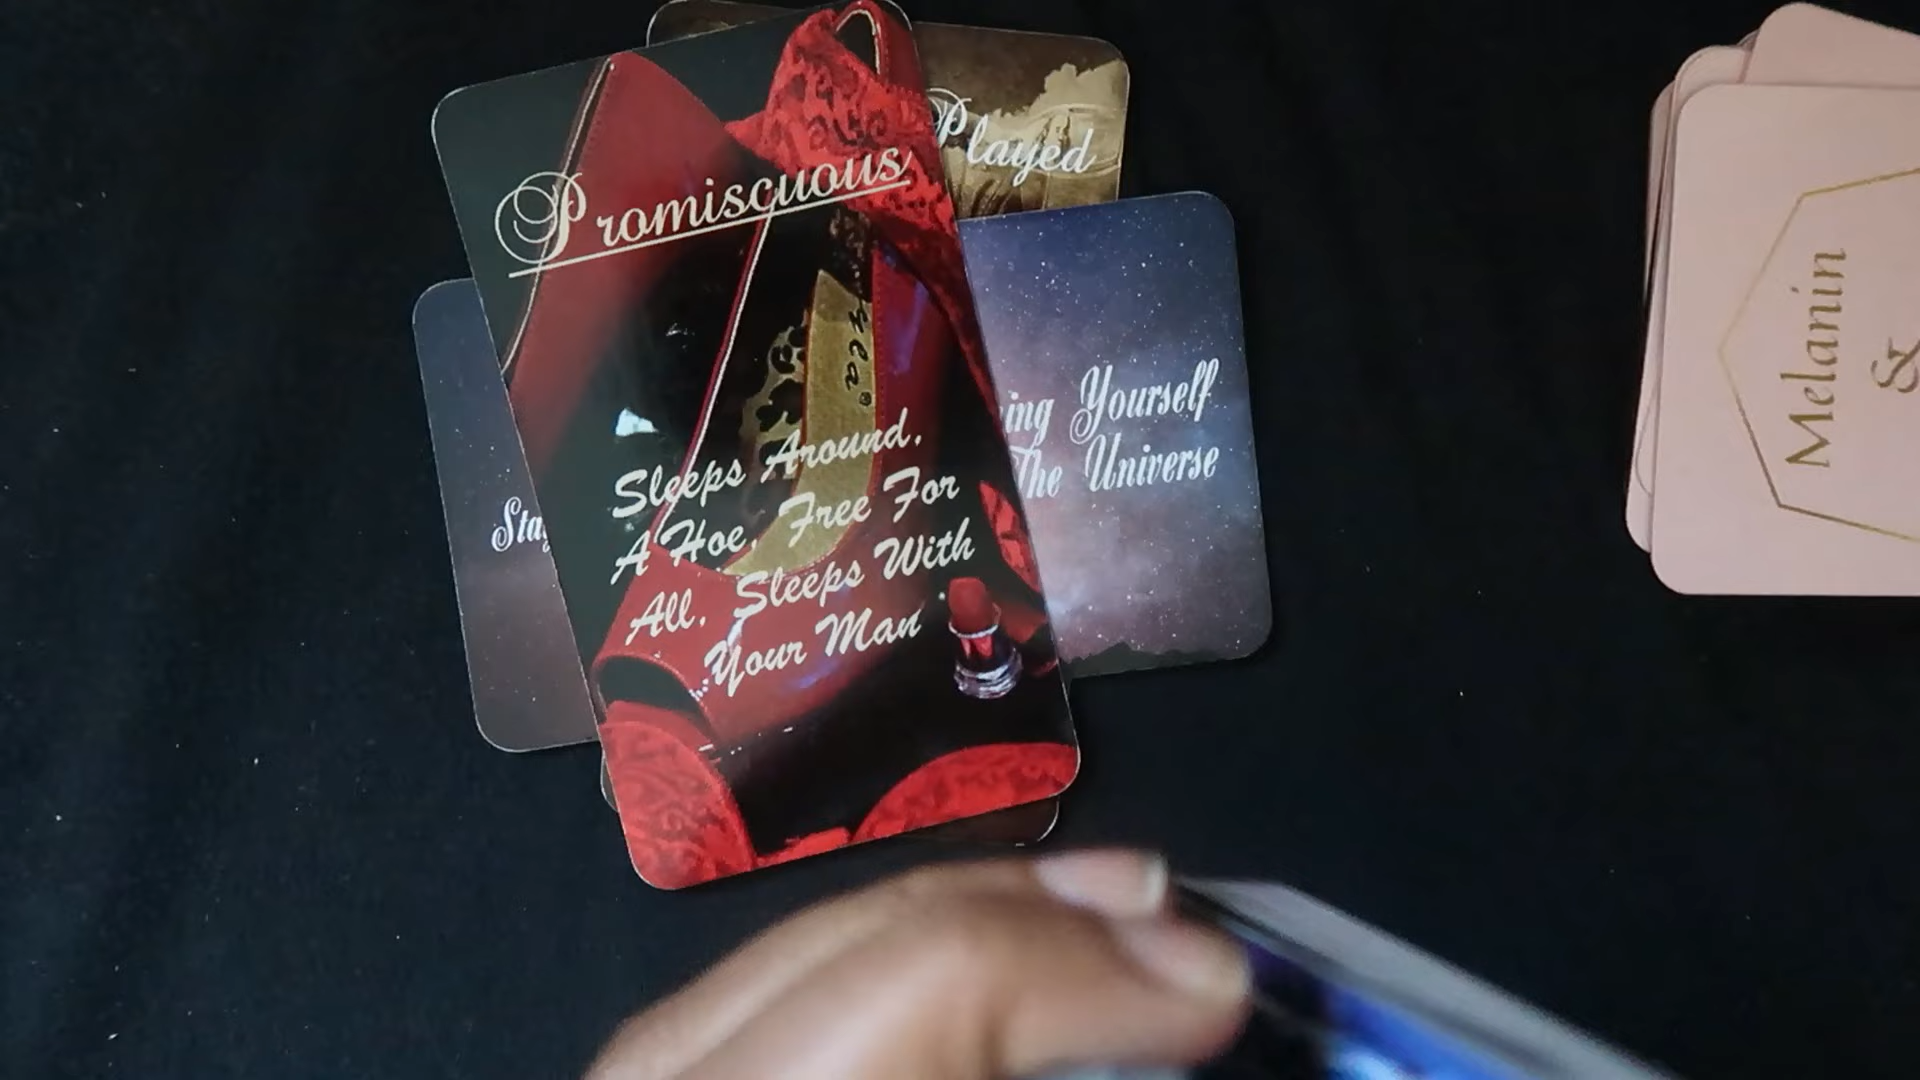 Promiscuous
Sleeps Around,
A Hoe, Free For
All, Sleeps With
Your Man
Played
Yourself
The Universe
Melanin
&